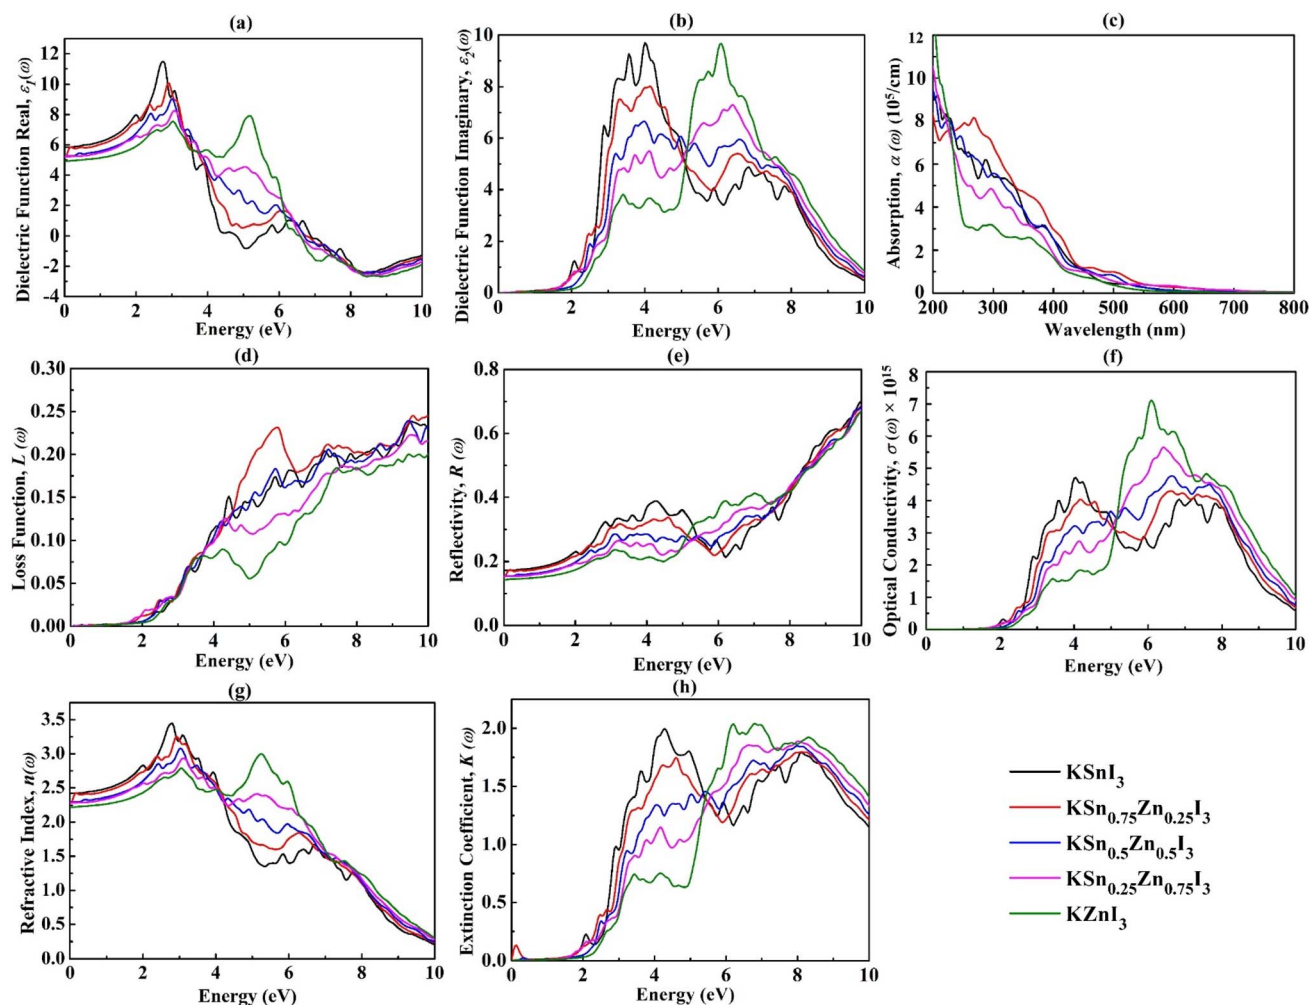 (a)
Dielectric Function Real, ε₁(ω)
12
10
8
6
4
2
0
-2
-4
0 2 4 6 8 10
Energy (eV)
(b)
Dielectric Function Imaginary, ε₂(ω)
10
8
6
4
2
0
0 2 4 6 8 10
Energy (eV)
(c)
Absorption, α (ω) (10⁵/cm)
12
10
8
6
4
2
0
200 300 400 500 600 700 800
Wavelength (nm)
(d)
Loss Function, L (ω)
0.30
0.25
0.20
0.15
0.10
0.05
0.00
0 2 4 6 8 10
Energy (eV)
(e)
Reflectivity, R (ω)
0.8
0.6
0.4
0.2
0.0
0 2 4 6 8 10
Energy (eV)
(f)
Optical Conductivity, σ (ω) × 10¹⁵
8
7
6
5
4
3
2
1
0
0 2 4 6 8 10
Energy (eV)
(g)
Refractive Index, n(ω)
3.5
3.0
2.5
2.0
1.5
1.0
0.5
0.0
0 2 4 6 8 10
Energy (eV)
(h)
Extinction Coefficient, K (ω)
2.0
1.5
1.0
0.5
0.0
0 2 4 6 8 10
Energy (eV)
KSnI₃
KSn₀.₇₅Zn₀.₂₅I₃
KSn₀.₅Zn₀.₅I₃
KSn₀.₂₅Zn₀.₇₅I₃
KZnI₃